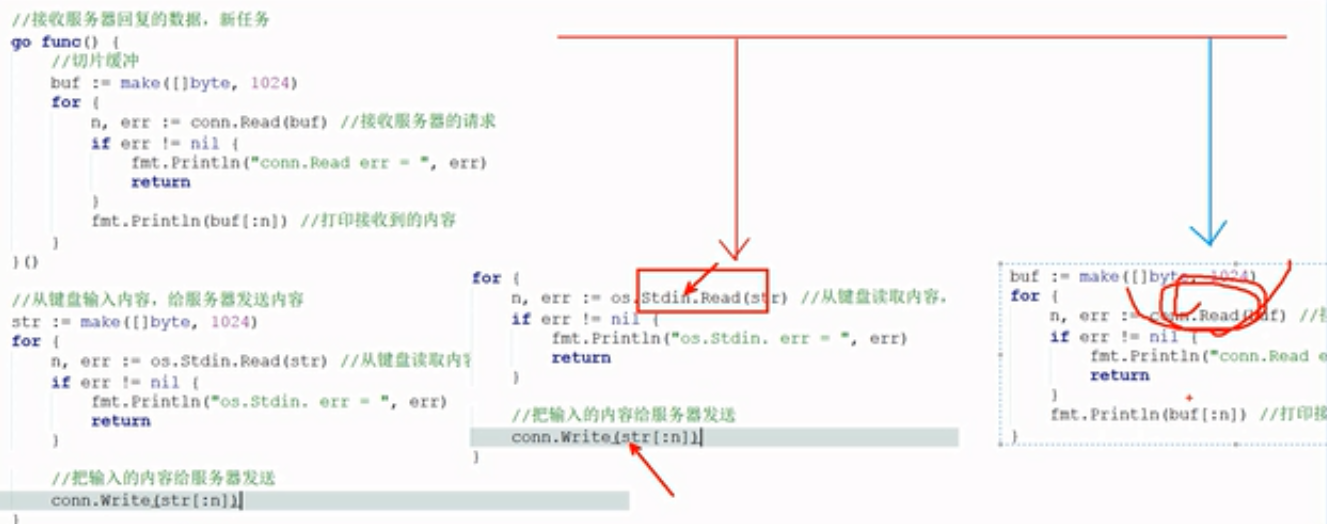 //接收服务器回复的数据，新任务
go func() {
//切片缓冲
buf := make([]byte, 1024)
for {
n, err := conn.Read(buf) //接收服务器的请求
if err != nil {
fmt.Println("conn.Read err = ", err)
return
}
fmt.Println(buf[:n]) //打印接收到的内容
}
}()
//从键盘输入内容，给服务器发送内容
str := make([]byte, 1024)
for {
n, err := os.Stdin.Read(str) //从键盘读取内容
if err != nil {
fmt.Println("os.Stdin. err = ", err)
return
}
//把输入的内容给服务器发送
conn.Write(str[:n])
}
for {
n, err := os.Stdin.Read(str) //从键盘读取内容，
if err != nil {
fmt.Println("os.Stdin. err = ", err)
return
}
//把输入的内容给服务器发送
conn.Write(str[:n])
}
buf := make([]byte, 1024)
for {
n, err := conn.Read(buf) //
if err != nil {
fmt.Println("conn.Read e
return
}
fmt.Println(buf[:n]) //打印接
}